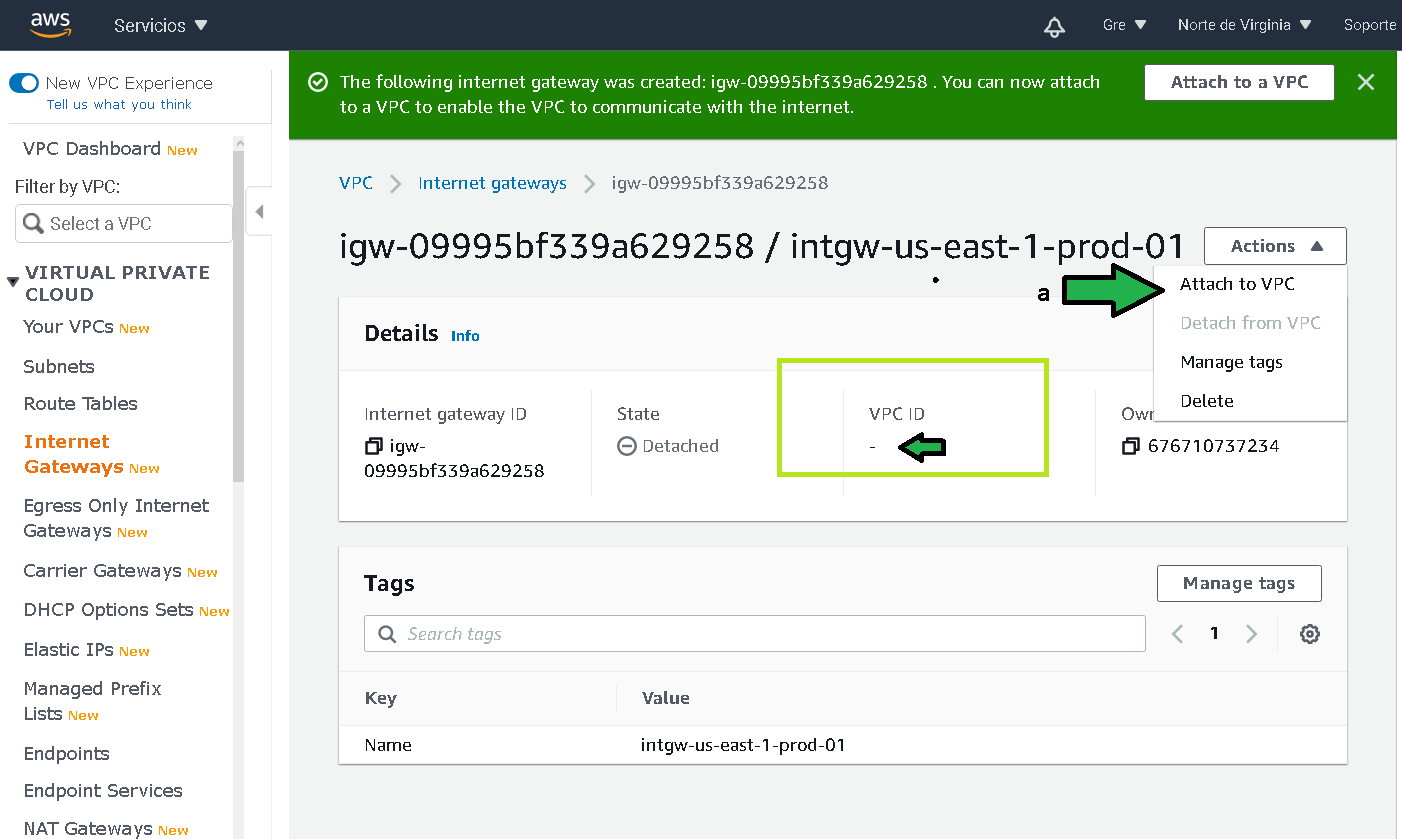 aws
Servicios
Gre
Norte de Virginia
Soporte
New VPC Experience
Tell us what you think
VPC Dashboard New
Filter by VPC:
Select a VPC
VIRTUAL PRIVATE
CLOUD
Your VPCs New
Subnets
Route Tables
Internet
Gateways New
Egress Only Internet
Gateways New
Carrier Gateways New
DHCP Options Sets New
Elastic IPs New
Managed Prefix
Lists New
Endpoints
Endpoint Services
NAT Gateways New
The following internet gateway was created: igw-09995bf339a629258 . You can now attach
to a VPC to enable the VPC to communicate with the internet.
Attach to a VPC
VPC
Internet gateways
igw-09995bf339a629258
igw-09995bf339a629258 / intgw-us-east-1-prod-01
Actions
a
Attach to VPC
Detach from VPC
Manage tags
Delete
Details Info
Internet gateway ID
igw-
09995bf339a629258
State
Detached
VPC ID
-
Own
676710737234
Tags
Manage tags
Search tags
1
Key
Value
Name
intgw-us-east-1-prod-01